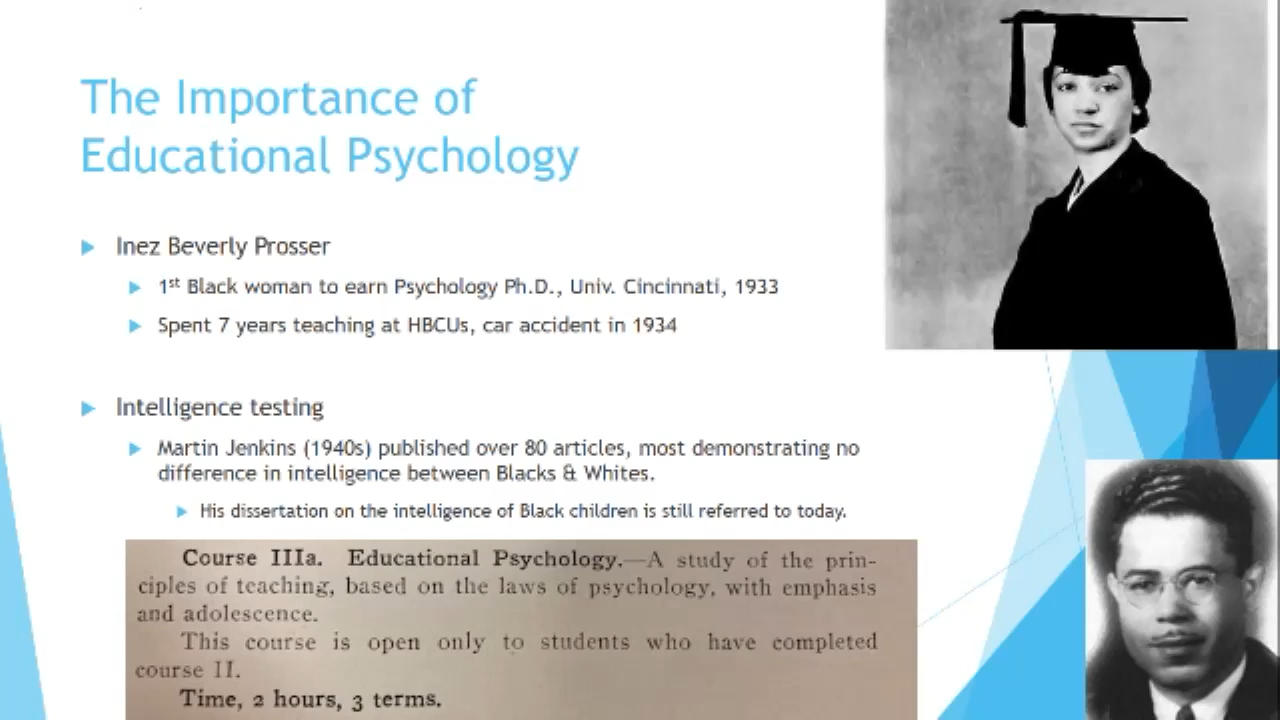 The Importance of
Educational Psychology
Inez Beverly Prosser
1st Black woman to earn Psychology Ph.D., Univ. Cincinnati, 1933
Spent 7 years teaching at HBCUs, car accident in 1934
Intelligence testing
Martin Jenkins (1940s) published over 80 articles, most demonstrating no
difference in intelligence between Blacks & Whites.
His dissertation on the intelligence of Black children is still referred to today.
Course IIIa. Educational Psychology.—A study of the prin-
ciples of teaching, based on the laws of psychology, with emphasis
and adolescence.
This course is open only to students who have completed
course II.
Time, 2 hours, 3 terms.